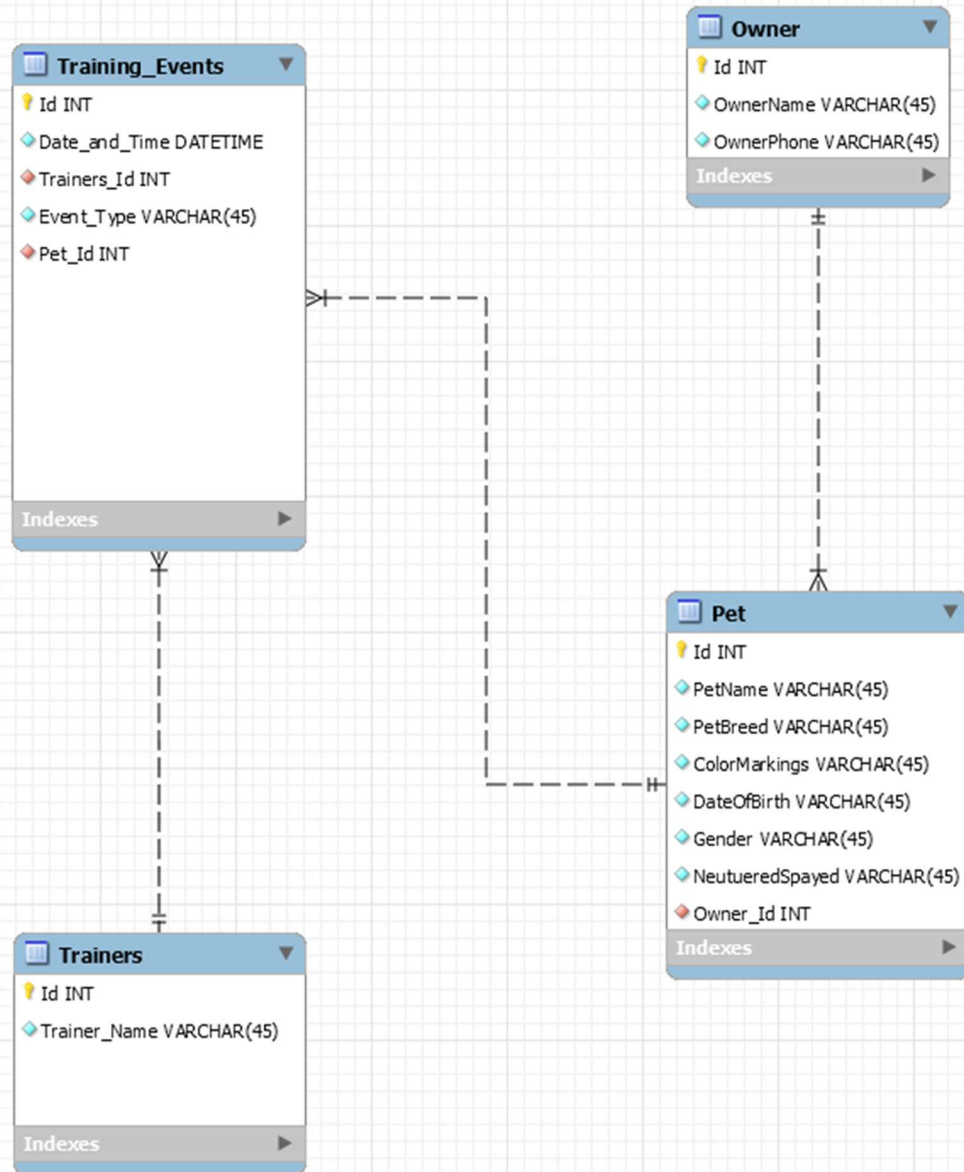 Training_Events
Id INT
Date_and_Time DATETIME
Trainers_Id INT
Event_Type VARCHAR(45)
Pet_Id INT
Indexes
Owner
Id INT
OwnerName VARCHAR(45)
OwnerPhone VARCHAR(45)
Indexes
Pet
Id INT
PetName VARCHAR(45)
PetBreed VARCHAR(45)
ColorMarkings VARCHAR(45)
DateOfBirth VARCHAR(45)
Gender VARCHAR(45)
NeutueredSpayed VARCHAR(45)
Owner_Id INT
Indexes
Trainers
Id INT
Trainer_Name VARCHAR(45)
Indexes